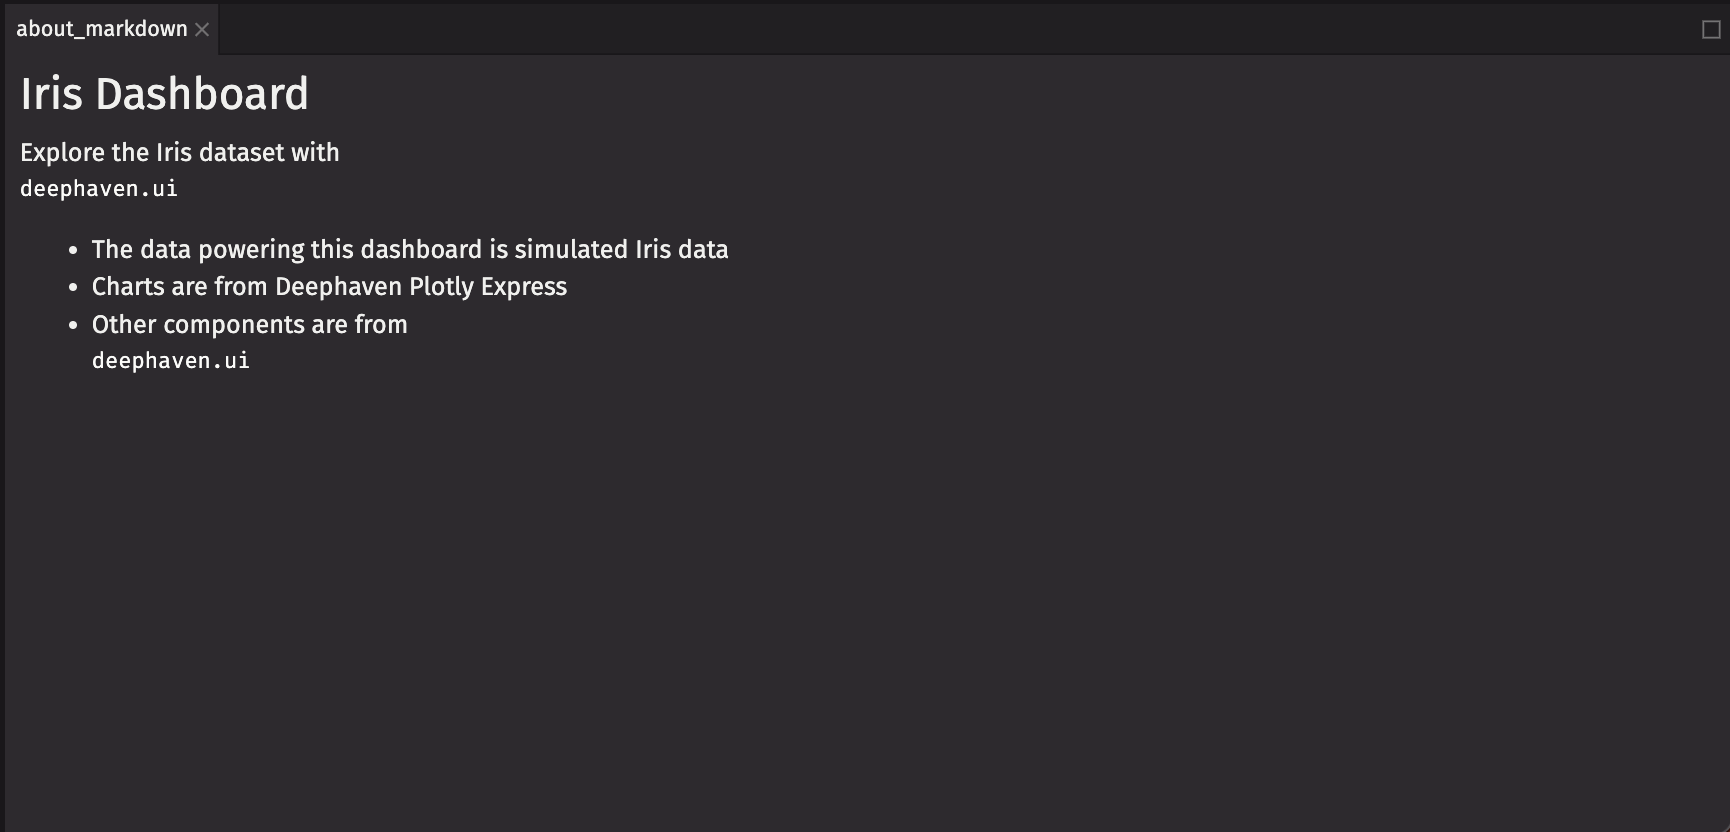 about_markdown
Iris Dashboard
Explore the Iris dataset with
deephaven.ui
• The data powering this dashboard is simulated Iris data
• Charts are from Deephaven Plotly Express
• Other components are from
deephaven.ui